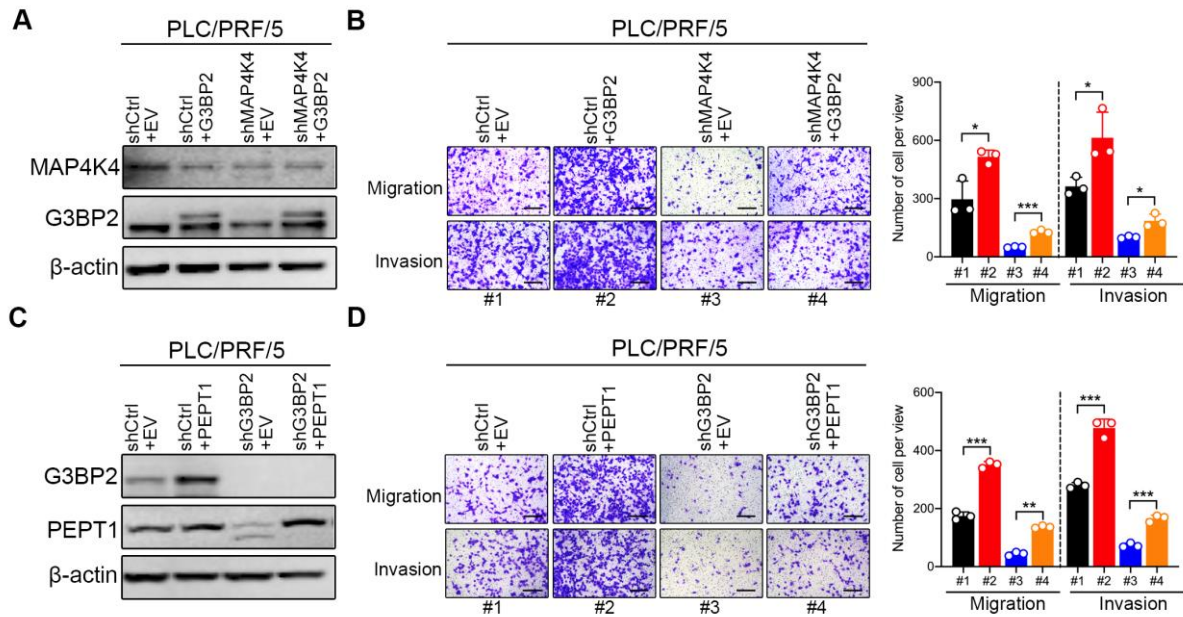 A
PLC/PRF/5
shCtrl
+EV
shCtrl
+G3BP2
shMAP4K4
+EV
shMAP4K4
+G3BP2
MAP4K4
G3BP2
β-actin
B
PLC/PRF/5
shCtrl
+EV
shCtrl
+G3BP2
shMAP4K4
+EV
shMAP4K4
+G3BP2
Migration
Invasion
#1 #2 #3 #4
Number of cell per view
900
600
300
0
* *** * *
#1 #2 #3 #4 #1 #2 #3 #4
Migration Invasion
C
PLC/PRF/5
shCtrl
+EV
shCtrl
+PEPT1
shG3BP2
+EV
shG3BP2
+PEPT1
G3BP2
PEPT1
β-actin
D
PLC/PRF/5
shCtrl
+EV
shCtrl
+PEPT1
shG3BP2
+EV
shG3BP2
+PEPT1
Migration
Invasion
#1 #2 #3 #4
Number of cell per view
600
400
200
0
*** ** *** ***
#1 #2 #3 #4 #1 #2 #3 #4
Migration Invasion